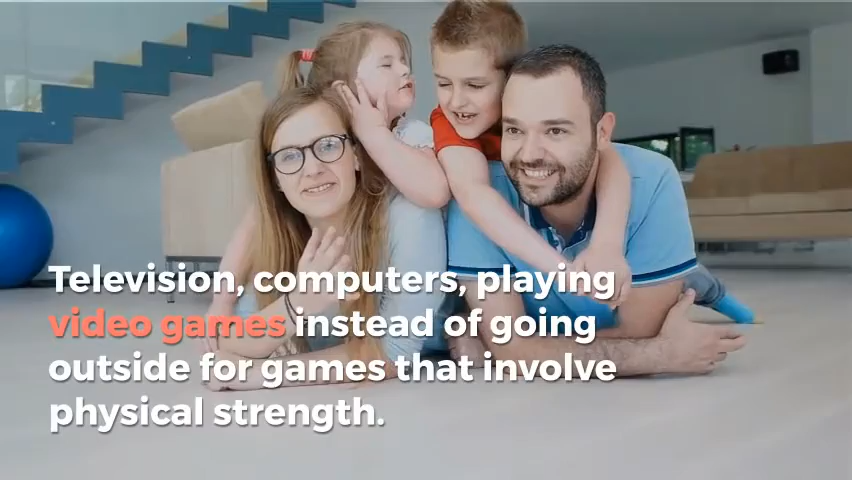 Television, computers, playing
video games instead of going
outside for games that involve
physical strength.